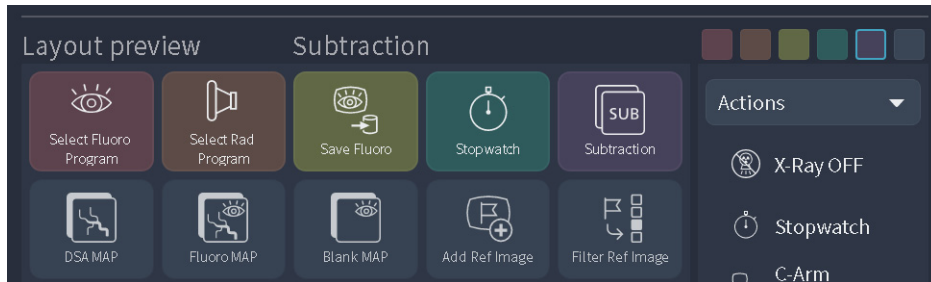 Layout preview
Subtraction
Select Fluoro
Program
Select Rad
Program
Save Fluoro
Stopwatch
SUB
Subtraction
DSA MAP
Fluoro MAP
Blank MAP
Add Ref Image
Filter Ref Image
Actions
X-Ray OFF
Stopwatch
C-Arm